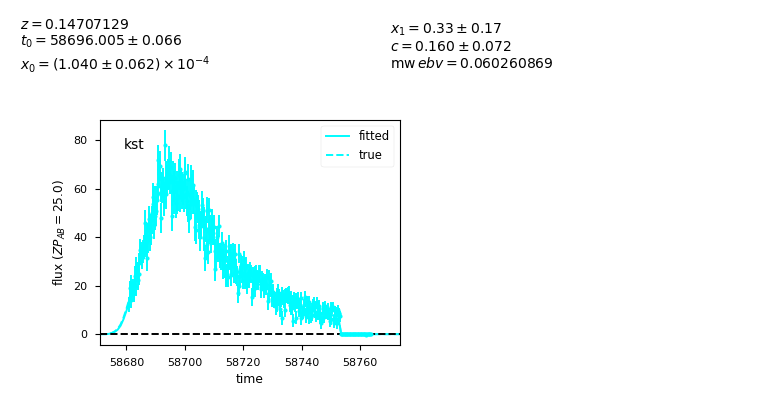 z = 0.14707129
t₀ = 58696.005 ± 0.066
x₀ = (1.040 ± 0.062) × 10⁻⁴
x₁ = 0.33 ± 0.17
c = 0.160 ± 0.072
mwebv = 0.060260869
kst
fitted
true
flux (ZP_AB = 25.0)
80
60
40
20
0
58680 58700 58720 58740 58760
time